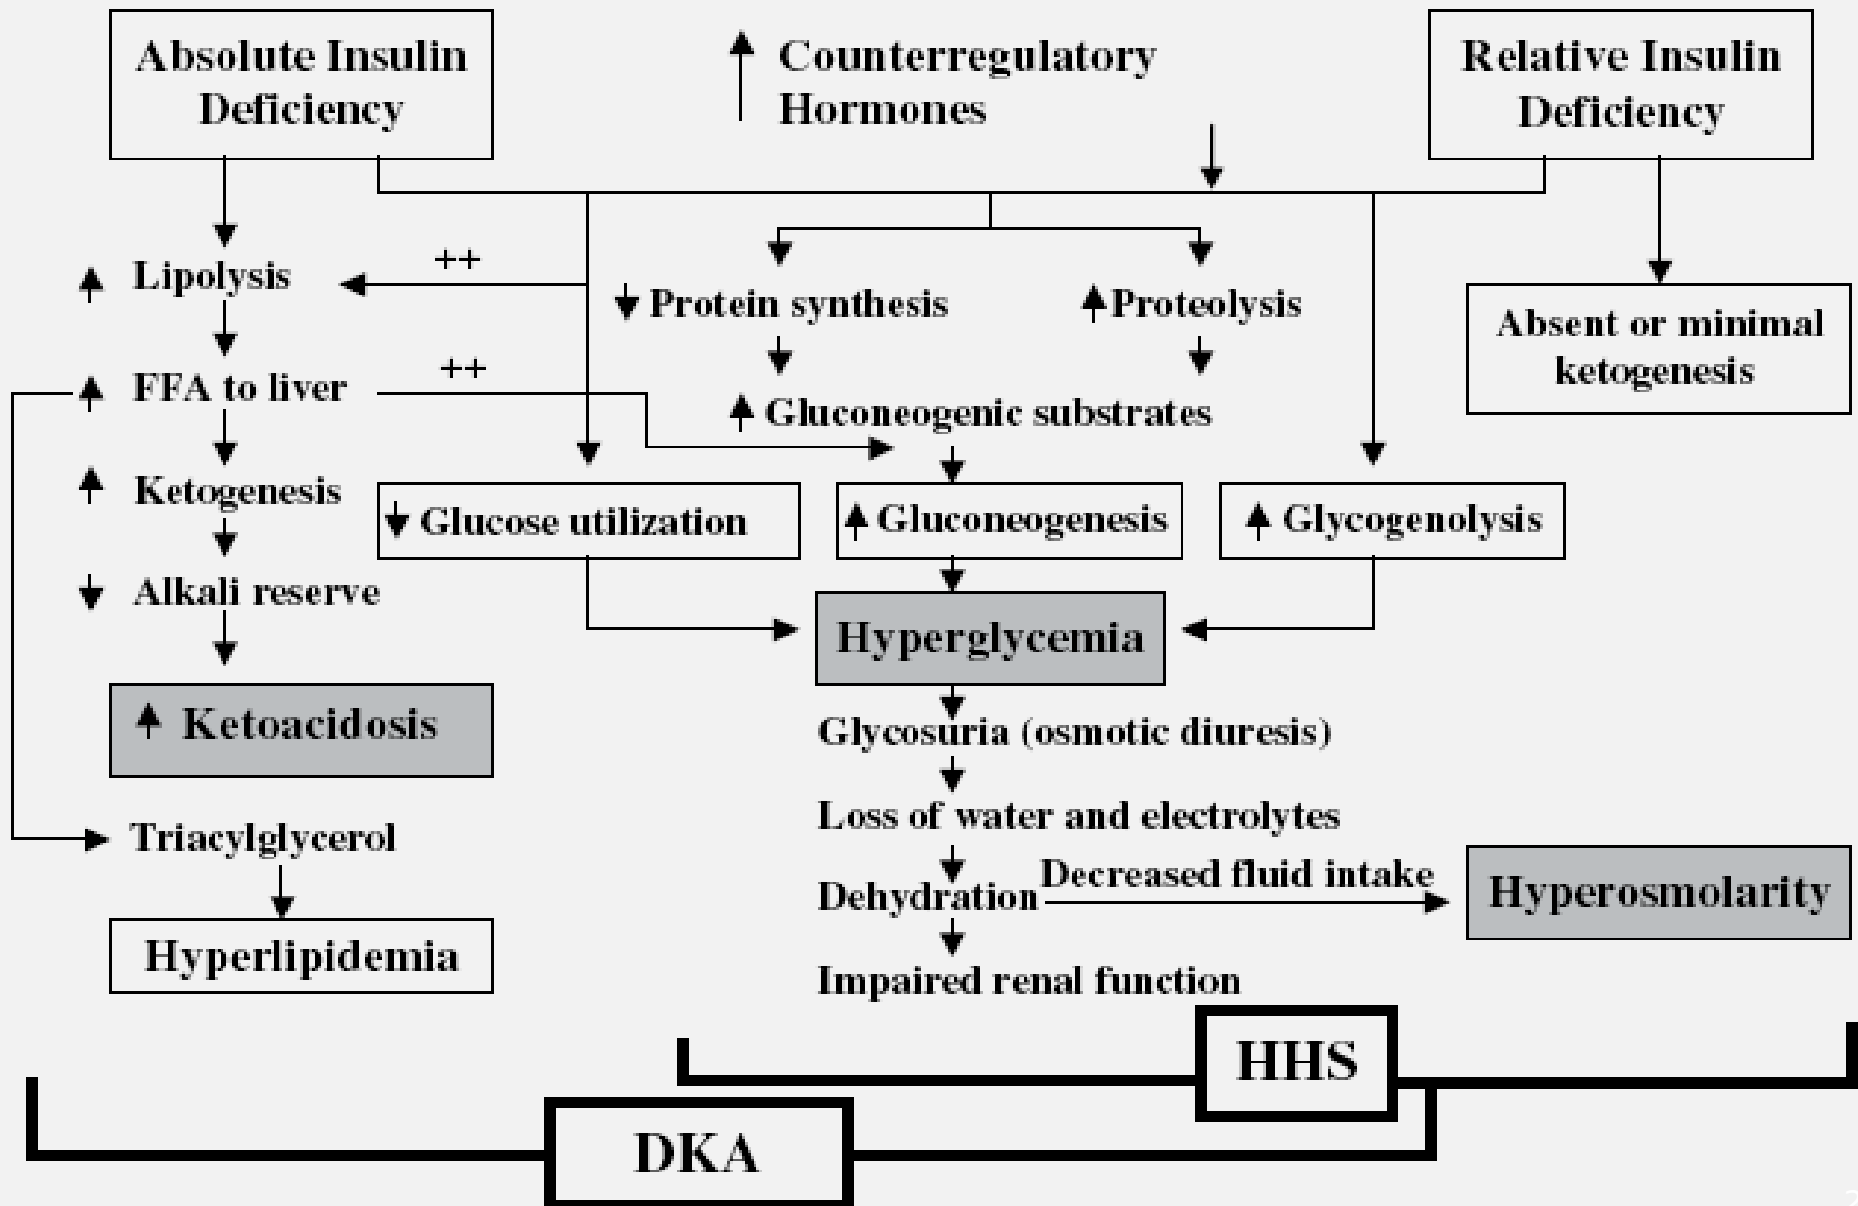 Absolute Insulin
Deficiency
Counterregulatory
Hormones
Relative Insulin
Deficiency
Lipolysis
++
Protein synthesis
Proteolysis
Absent or minimal
ketogenesis
FFA to liver
++
Gluconeogenic substrates
Ketogenesis
Glucose utilization
Gluconeogenesis
Glycogenolysis
Alkali reserve
Hyperglycemia
Ketoacidosis
Glycosuria (osmotic diuresis)
Loss of water and electrolytes
Triacylglycerol
Decreased fluid intake
Dehydration
Hyperosmolarity
Hyperlipidemia
Impaired renal function
HHS
DKA